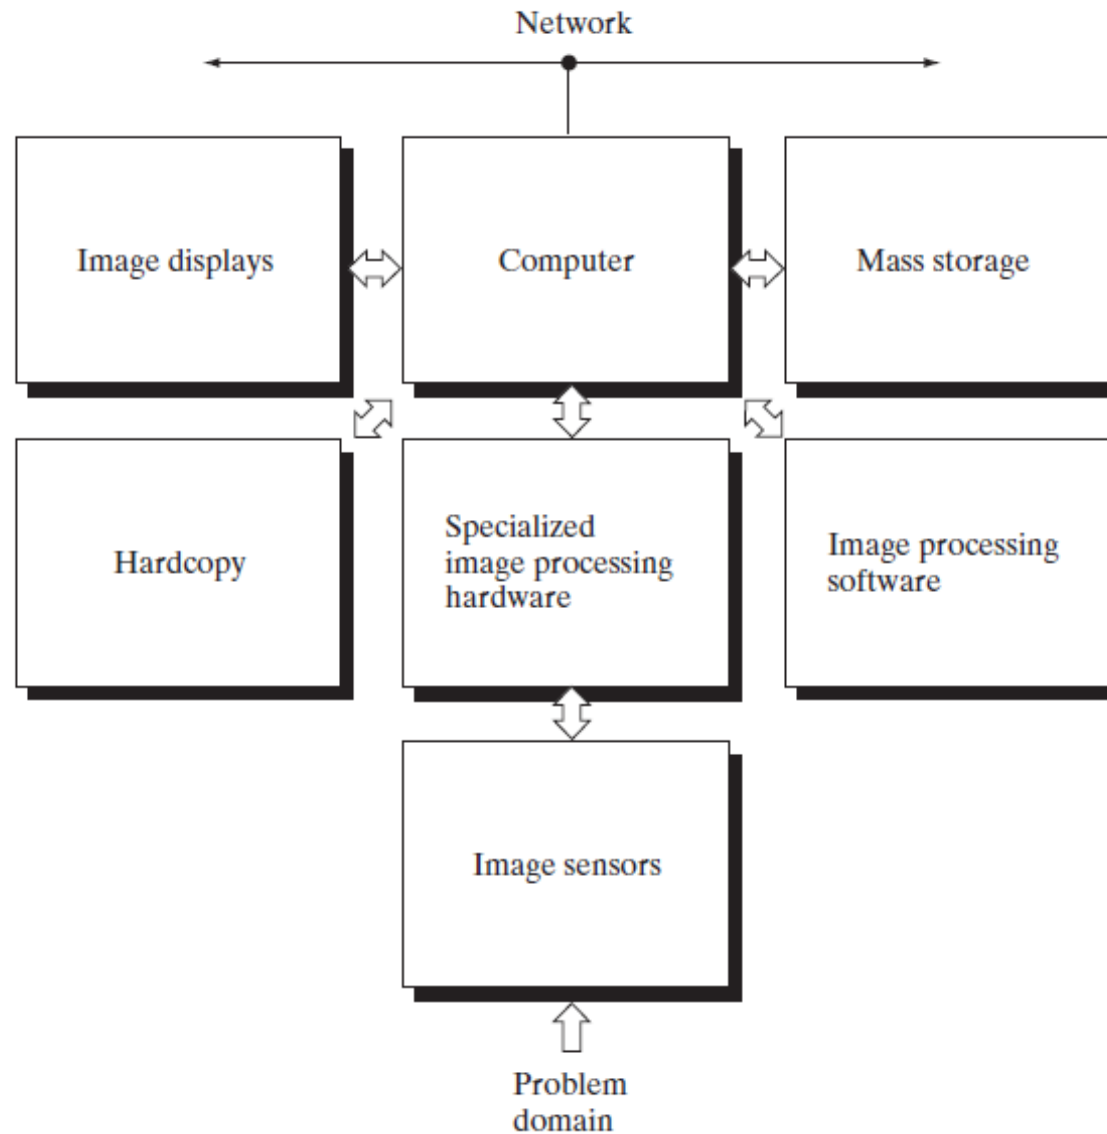 Network
Image displays
Computer
Mass storage
Hardcopy
Specialized
image processing
hardware
Image processing
software
Image sensors
Problem
domain